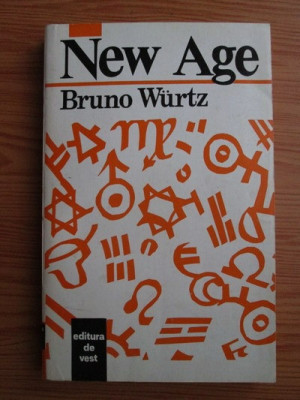 New Age
Bruno Würtz
editura
de
vest